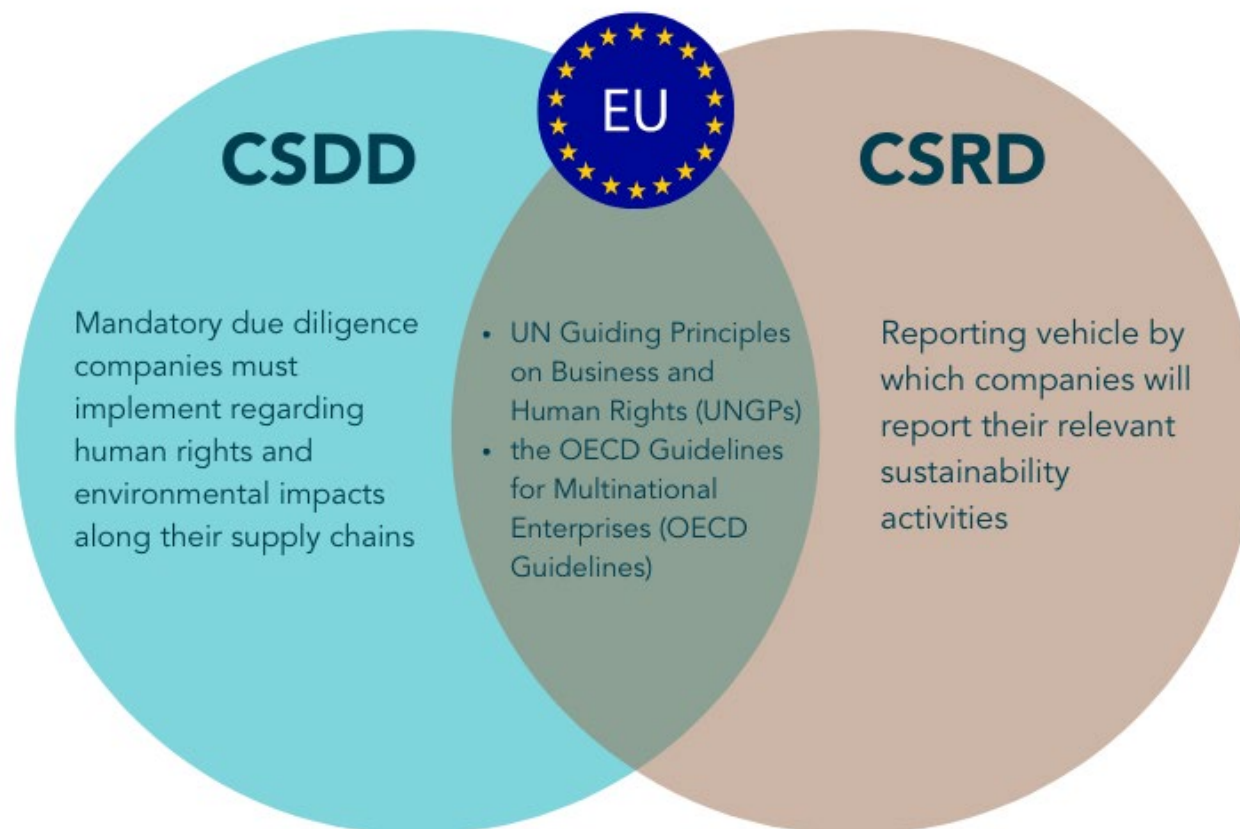 EU
CSDD
Mandatory due diligence
companies must
implement regarding
human rights and
environmental impacts
along their supply chains
• UN Guiding Principles
on Business and
Human Rights (UNGPs)
• the OECD Guidelines
for Multinational
Enterprises (OECD
Guidelines)
CSRD
Reporting vehicle by
which companies will
report their relevant
sustainability
activities